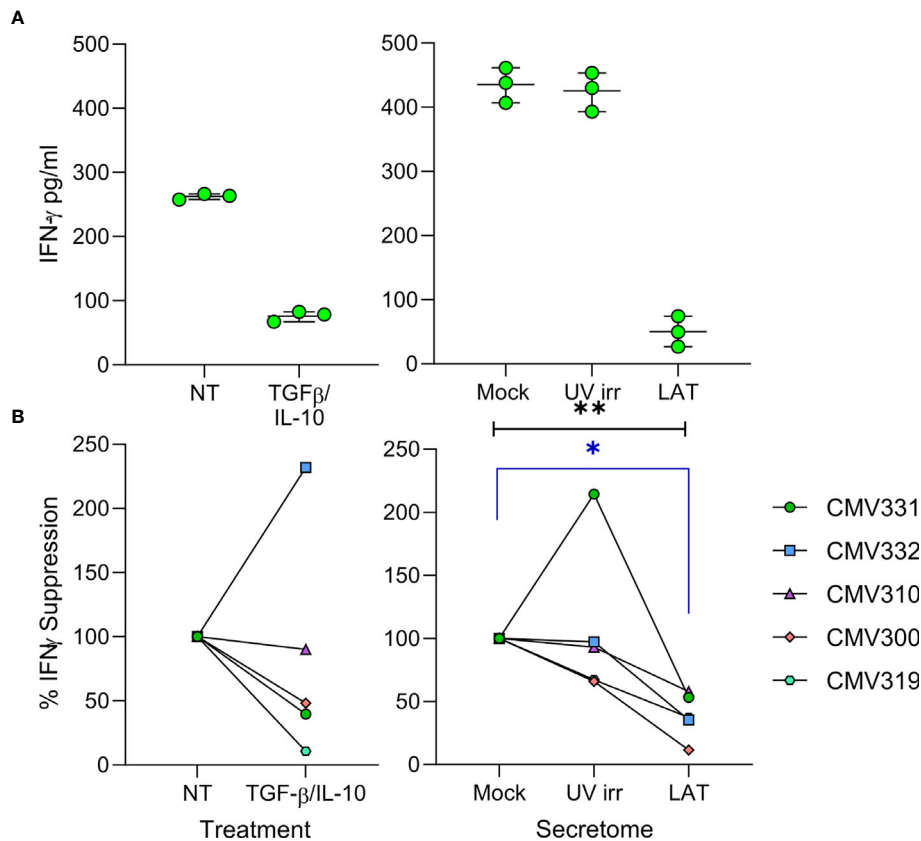 A
500
400
300
200
100
0
IFN-γ pg/ml
NT
TGFβ/
IL-10
500
400
300
200
100
0
Mock
UV irr
LAT
B
250
200
150
100
50
0
% IFNγ Suppression
NT
TGF-β/IL-10
Treatment
**
*
250
200
150
100
50
0
Mock
UV irr
LAT
Secretome
CMV331
CMV332
CMV310
CMV300
CMV319